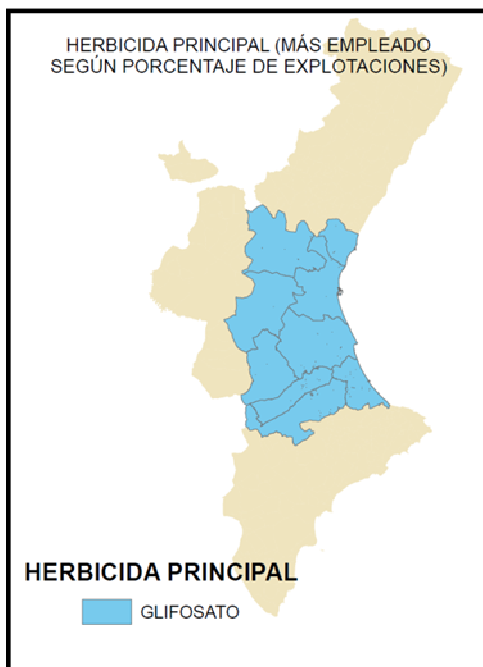 HERBICIDA PRINCIPAL (MÁS EMPLEADO
SEGÚN PORCENTAJE DE EXPLOTACIONES)
HERBICIDA PRINCIPAL
GLIFOSATO